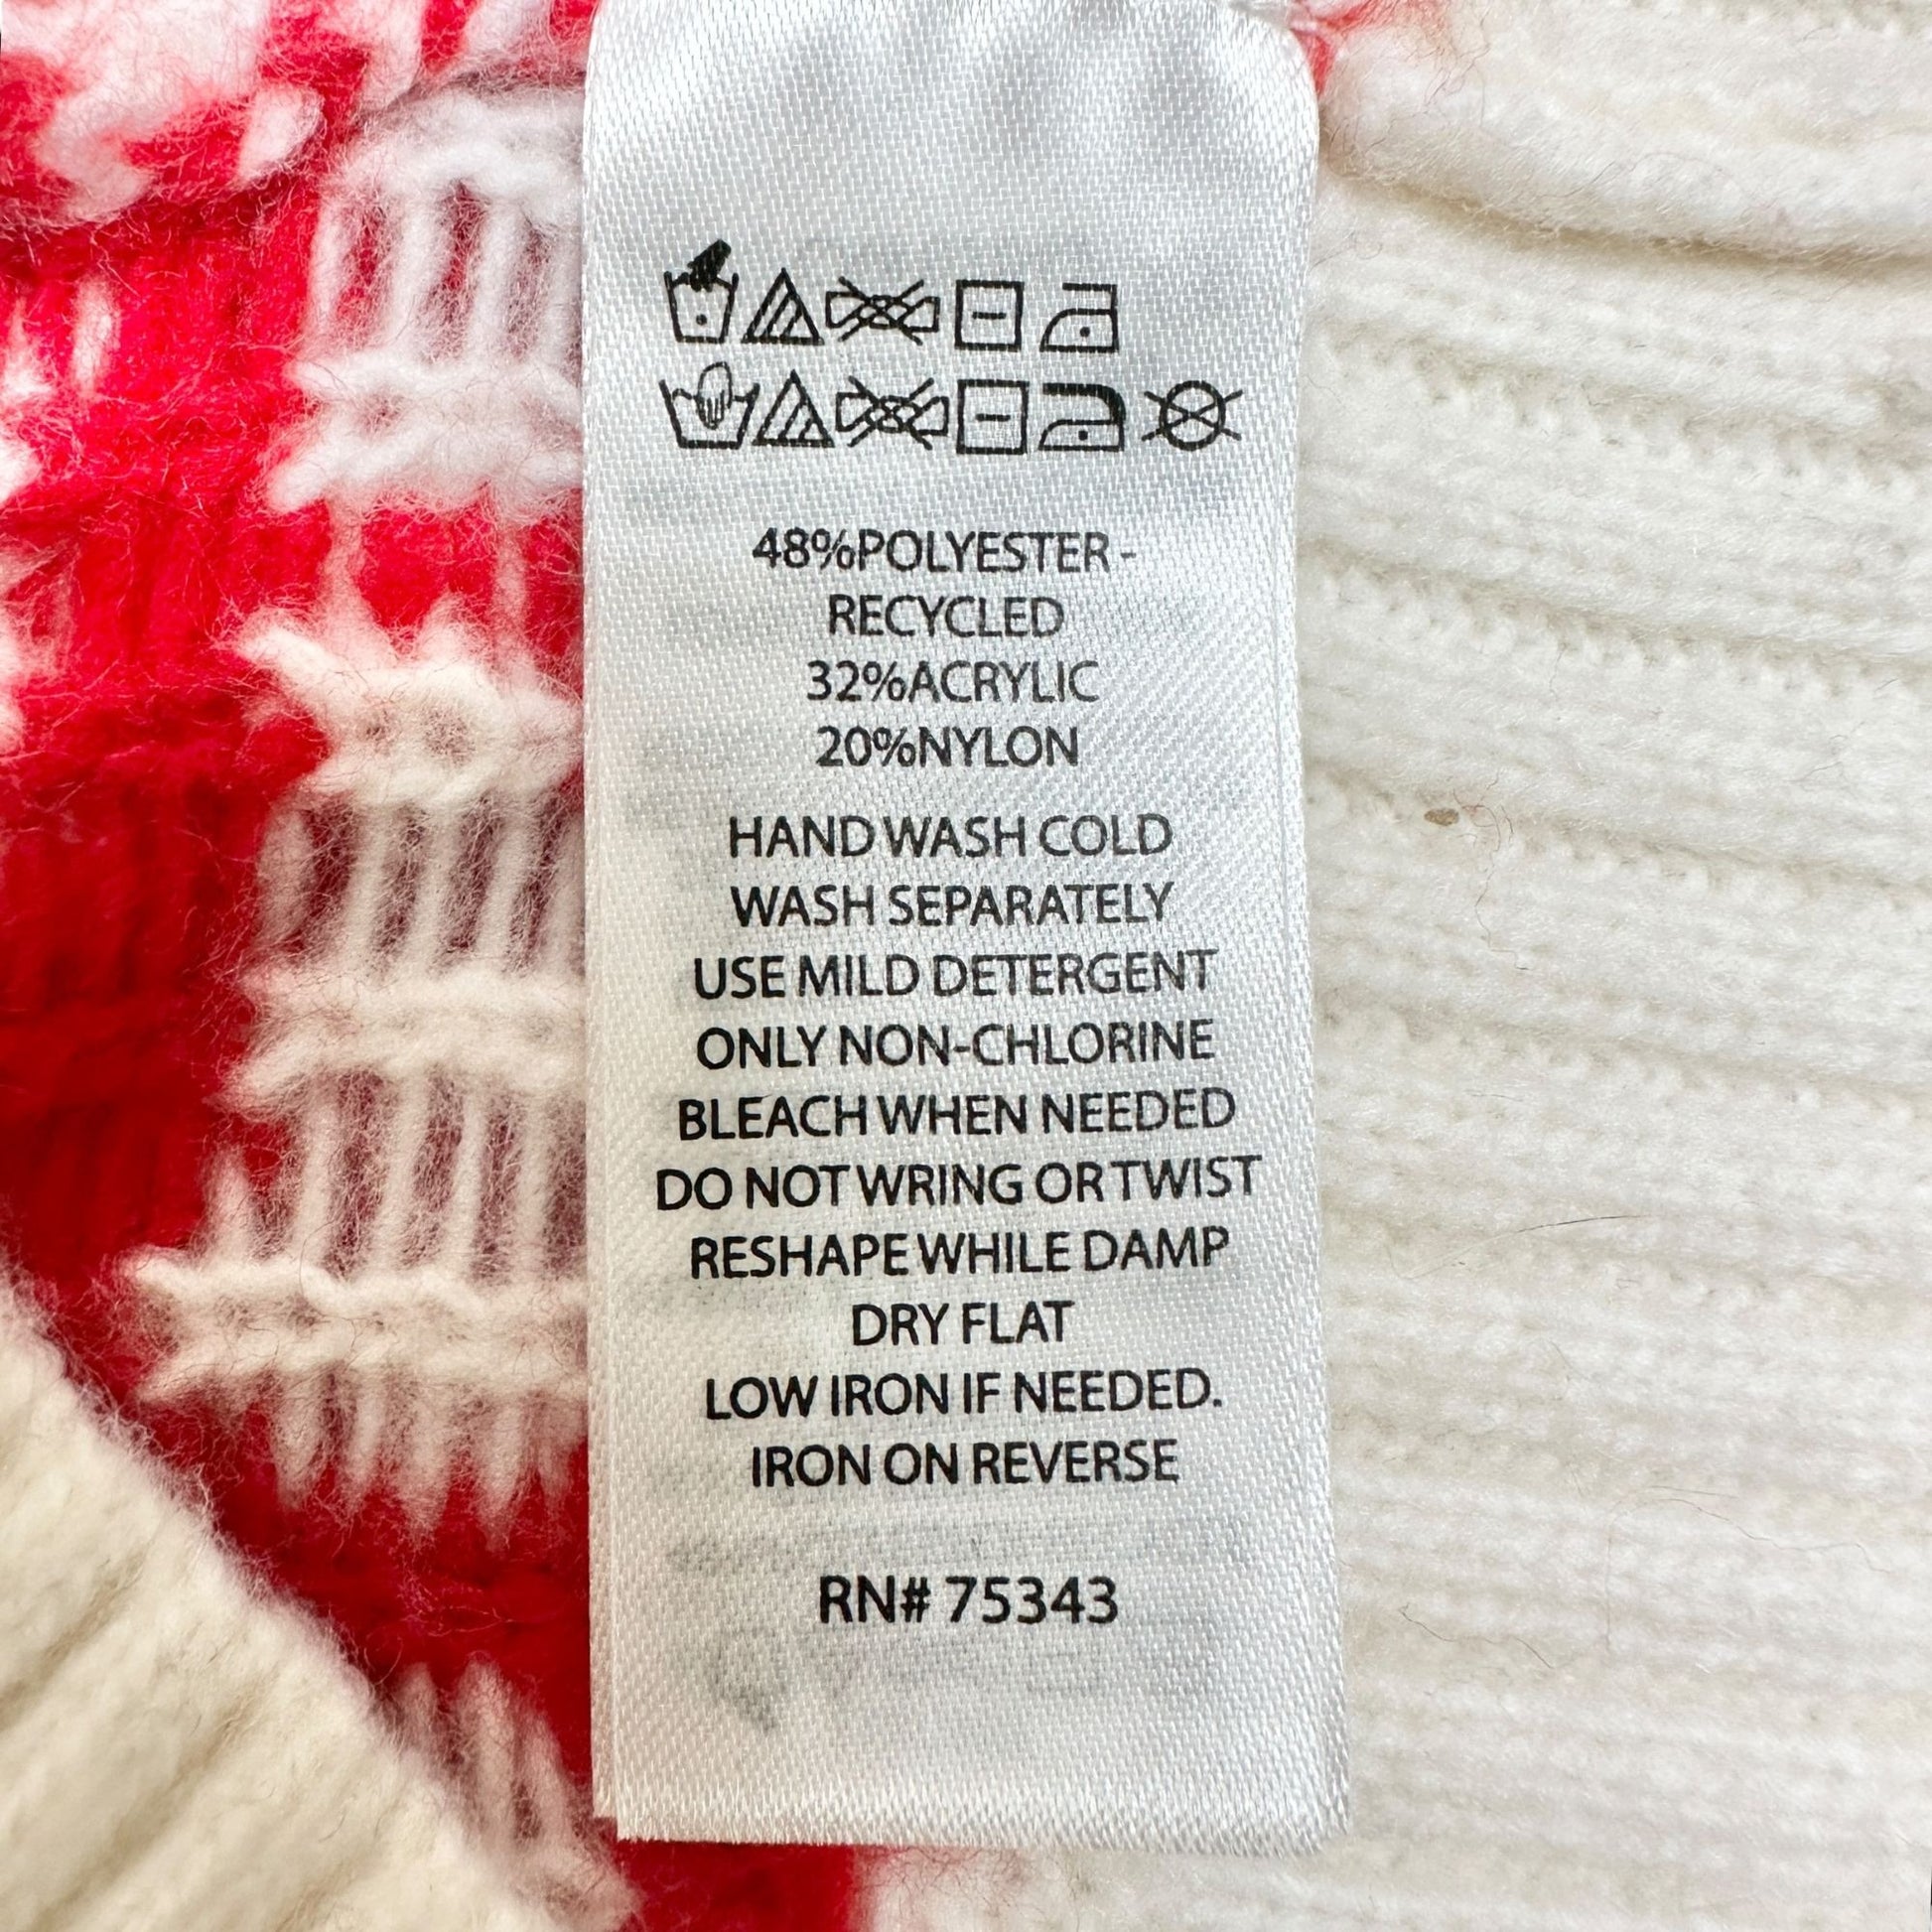 48%POLYESTER-
RECYCLED
32%ACRYLIC
20%NYLON
HAND WASH COLD
WASH SEPARATELY
USE MILD DETERGENT
ONLY NON-CHLORINE
BLEACH WHEN NEEDED
DO NOT WRING OR TWIST
RESHAPE WHILE DAMP
DRY FLAT
LOW IRON IF NEEDED.
IRON ON REVERSE
RN# 75343